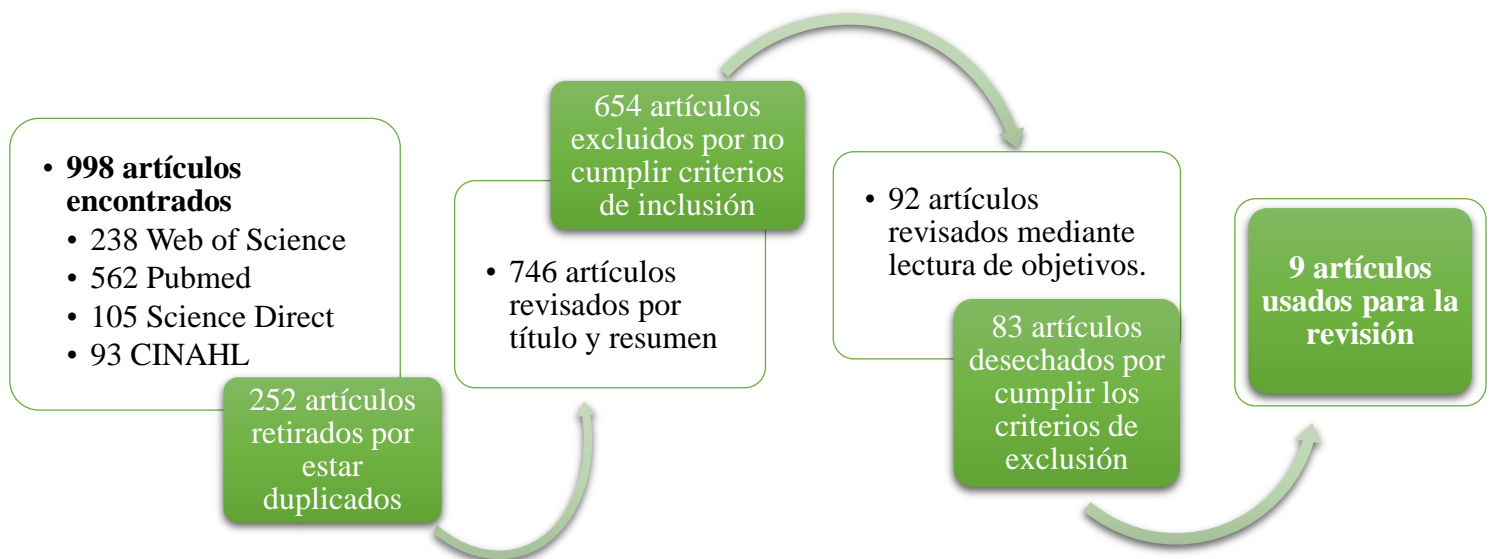 • 998 artículos
encontrados
• 238 Web of Science
• 562 Pubmed
• 105 Science Direct
• 93 CINAHL
252 artículos
retirados por
estar
duplicados
• 746 artículos
revisados por
título y resumen
654 artículos
excluidos por no
cumplir criterios
de inclusión
• 92 artículos
revisados mediante
lectura de objetivos.
83 artículos
desechados por
cumplir los
criterios de
exclusión
9 artículos
usados para la
revisión